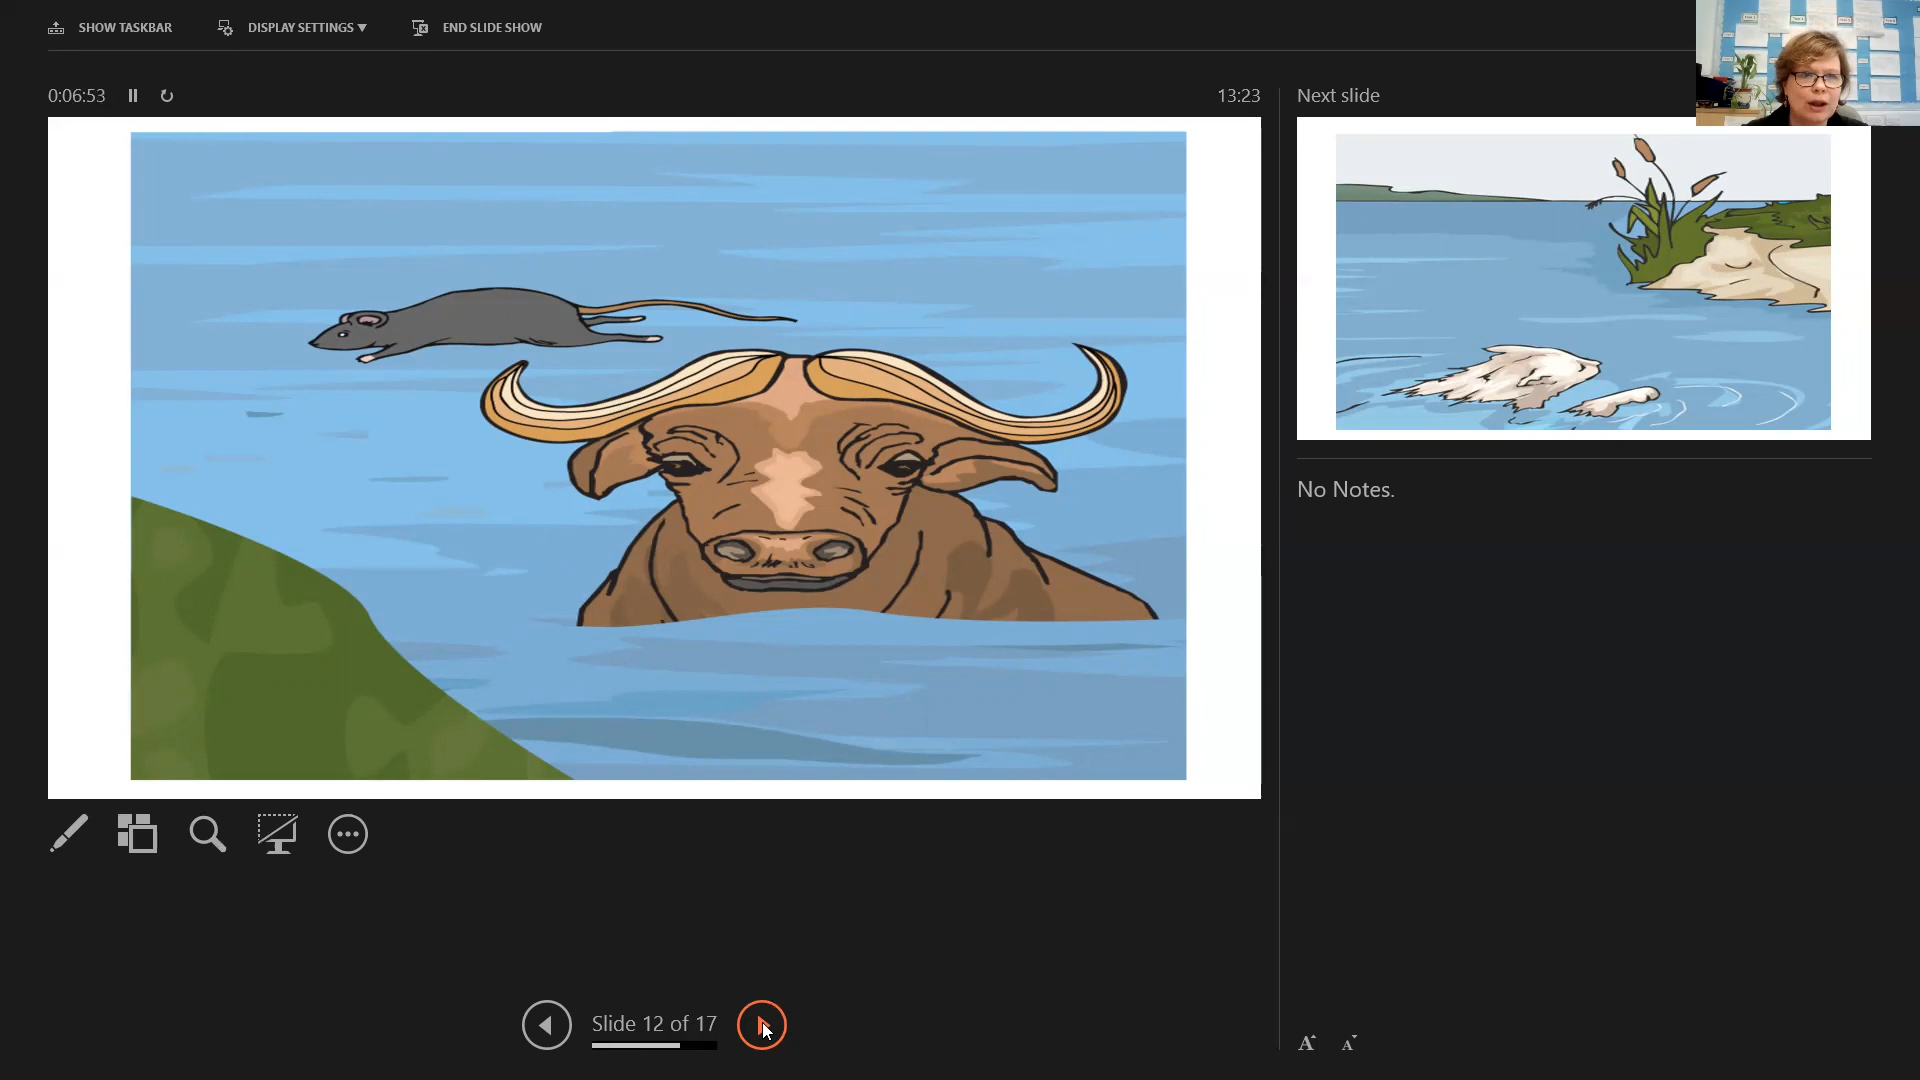 SHOW TASKBAR
DISPLAY SETTINGS ▾
END SLIDE SHOW
0:06:53
13:23
Next slide
No Notes.
Slide 12 of 17
A A